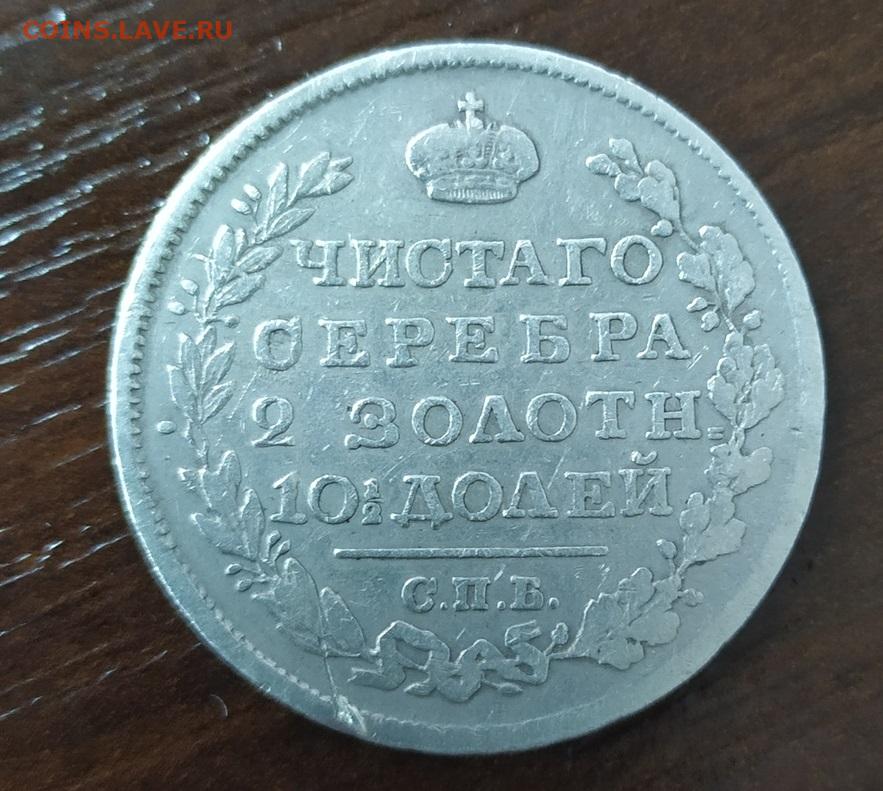 COINS.LAVE.RU
ЧИСТАГО
СЕРЕБРА
2 ЗОЛОТН.
10½ ДОЛЕЙ
С.П.Б.